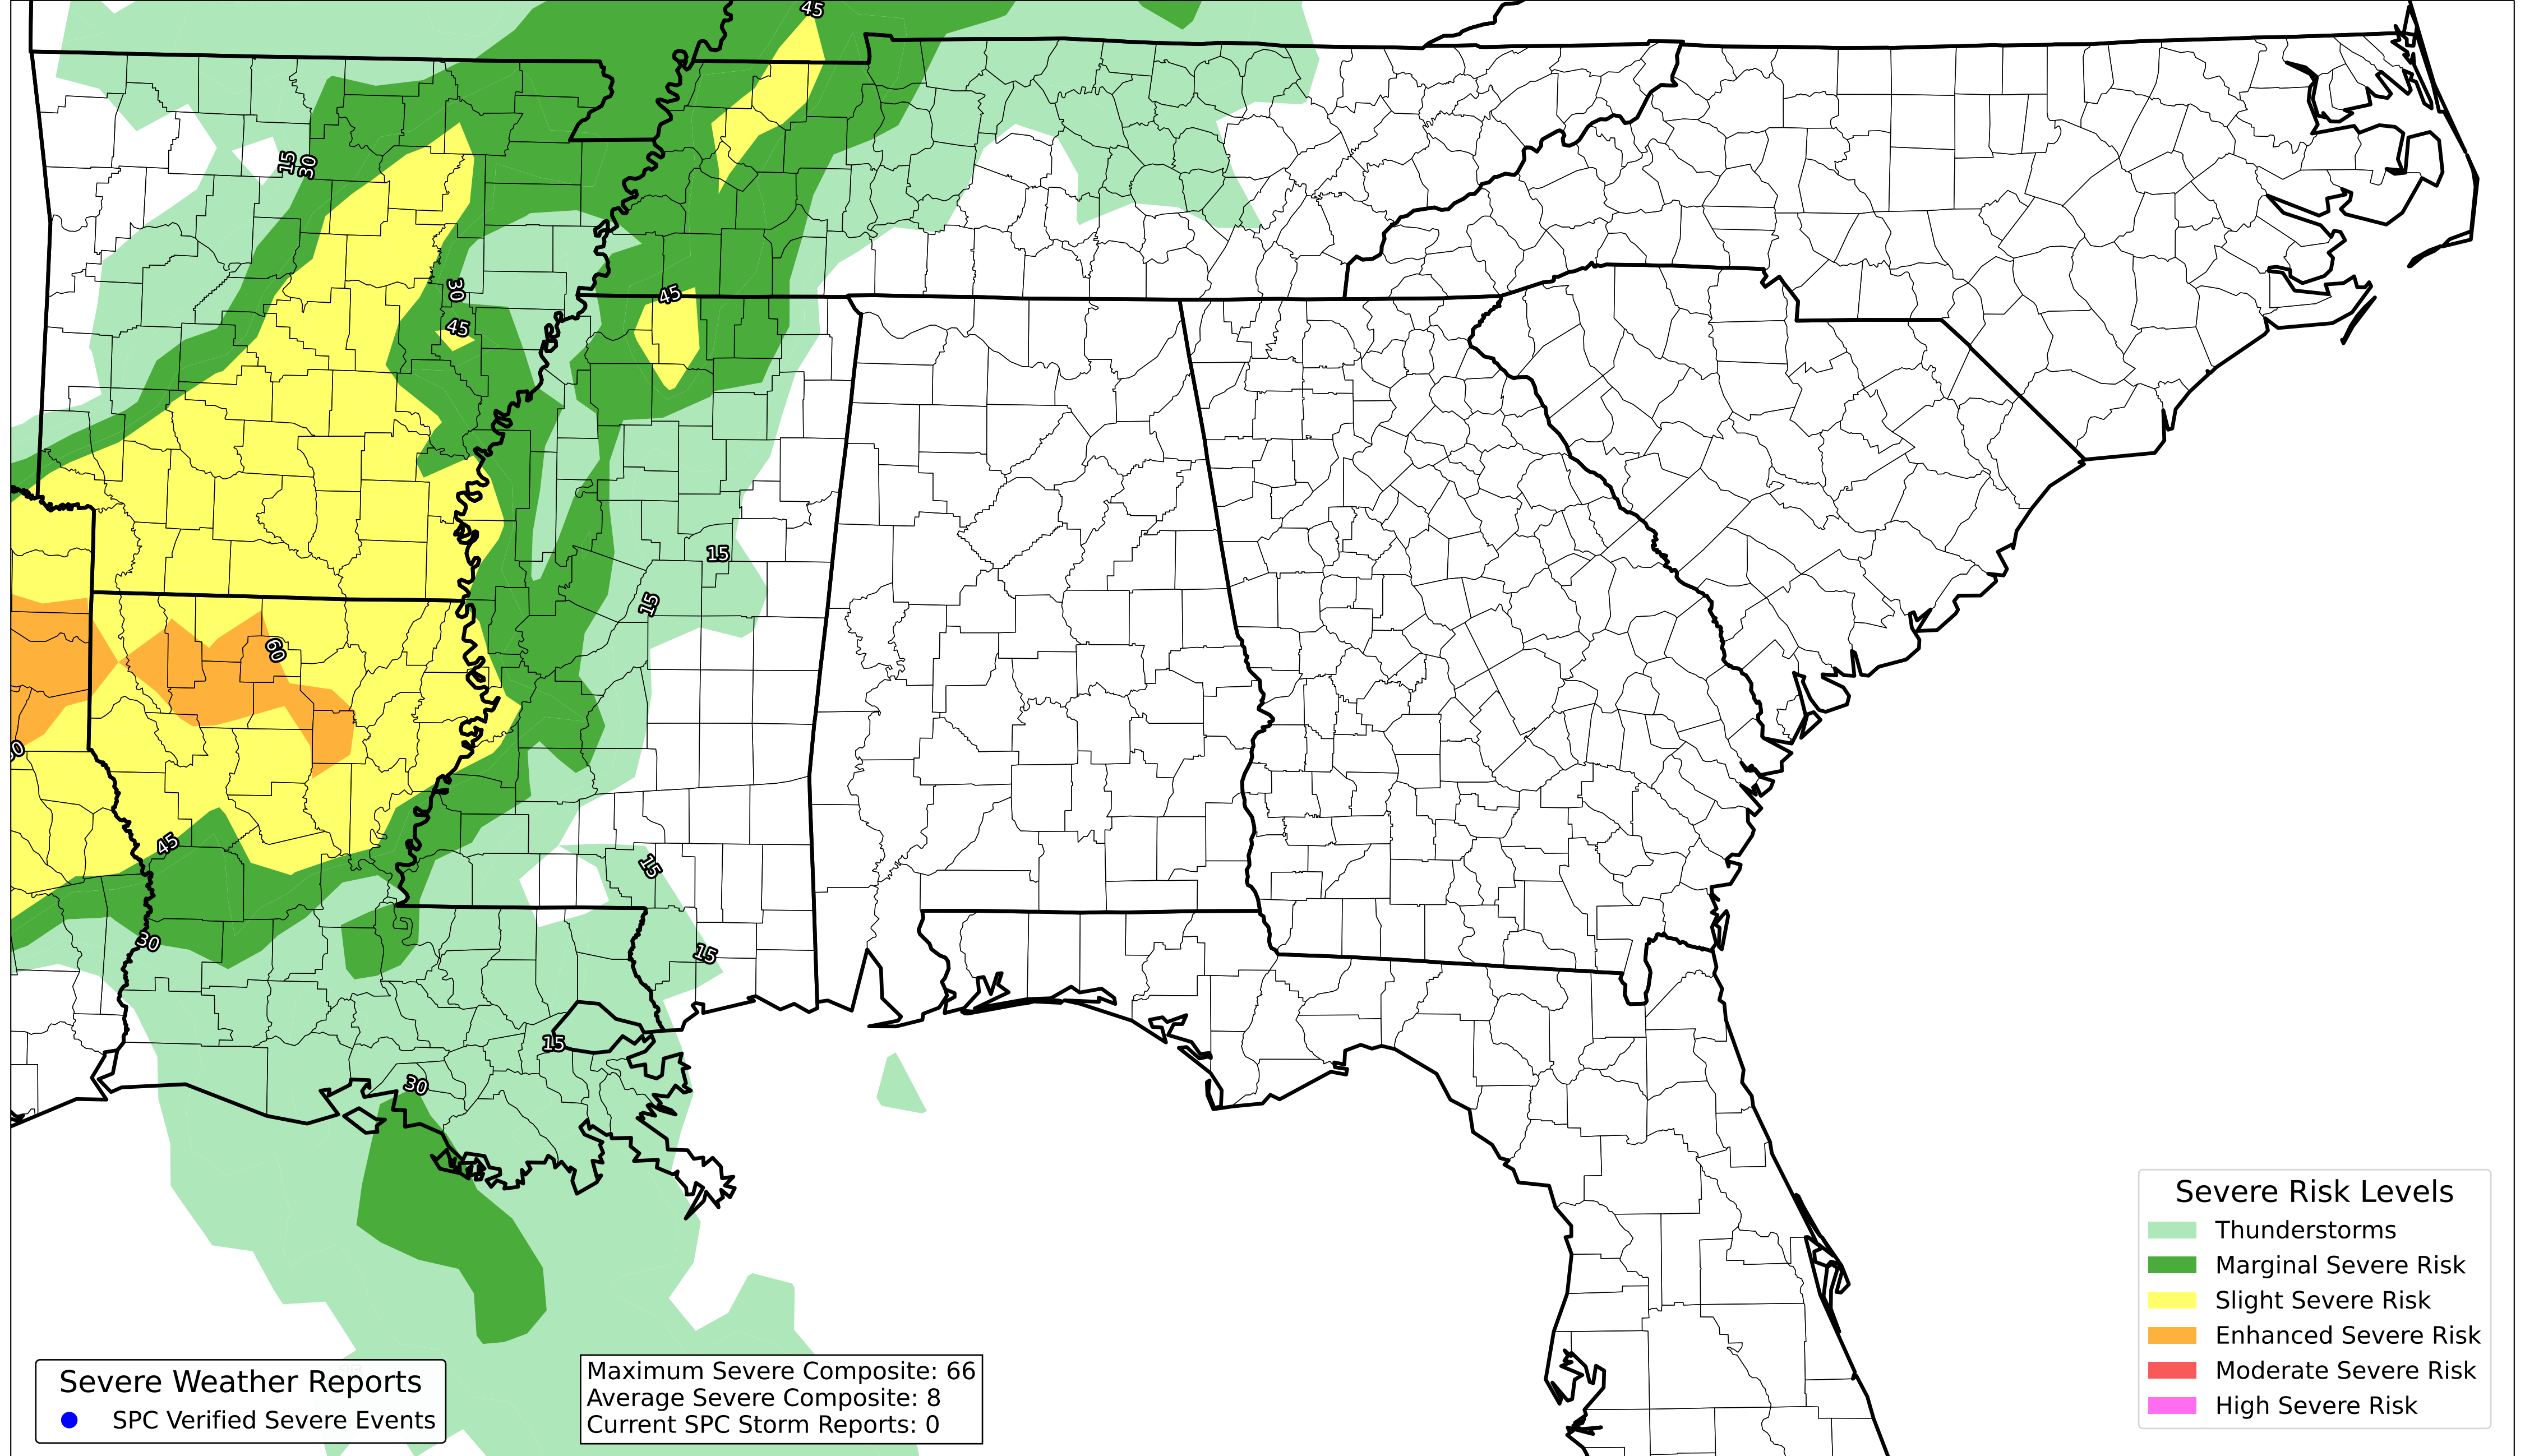 45
15
30
45
30
45
15
15
60
45
15
30
15
15
30
Severe Risk Levels
Thunderstorms
Marginal Severe Risk
Slight Severe Risk
Enhanced Severe Risk
Moderate Severe Risk
High Severe Risk
Severe Weather Reports
SPC Verified Severe Events
Maximum Severe Composite: 66
Average Severe Composite: 8
Current SPC Storm Reports: 0